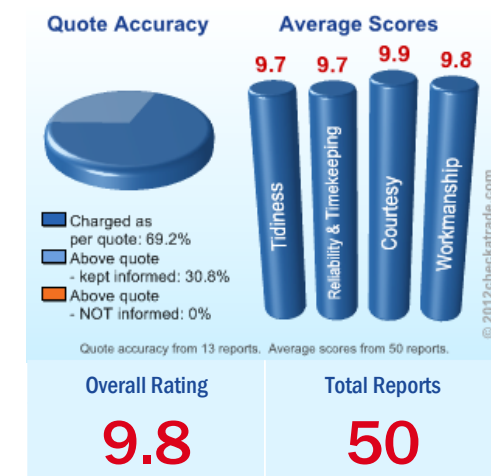 Quote Accuracy
Average Scores
9.7
9.7
9.9
9.8
Tidiness
Reliability & Timekeeping
Courtesy
Workmanship
Charged as
per quote: 69.2%
Above quote
- kept informed: 30.8%
Above quote
- NOT informed: 0%
© 2012checkatrade.com
Quote accuracy from 13 reports. Average scores from 50 reports.
Overall Rating
9.8
Total Reports
50